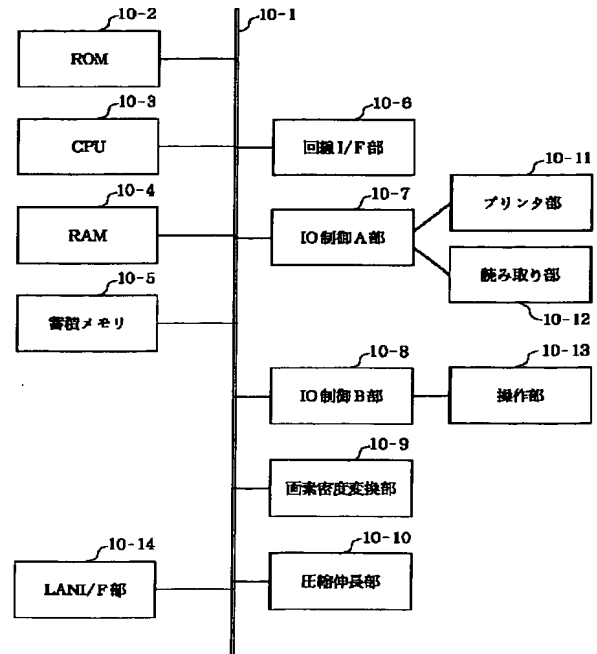 10-2
10-1
ROM
10-3
CPU
10-6
回線I/F部
10-4
RAM
10-7
IO制御A部
10-11
プリンタ部
読み取り部
10-12
10-5
蓄積メモリ
10-8
IO制御B部
10-13
操作部
10-9
画素密度変換部
10-14
LANI/F部
10-10
圧縮伸長部